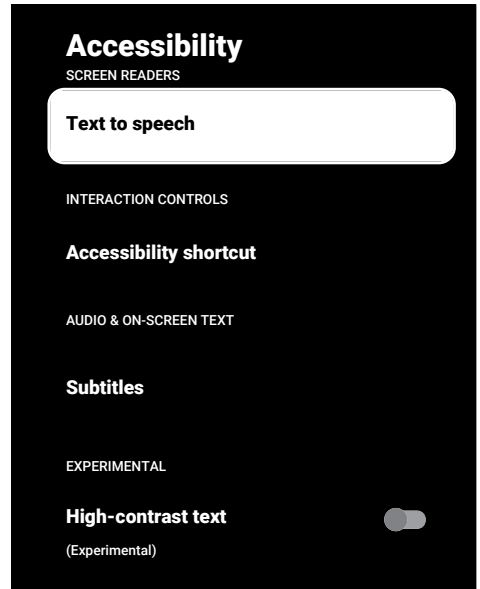 Accessibility
SCREEN READERS
Text to speech
INTERACTION CONTROLS
Accessibility shortcut
AUDIO & ON-SCREEN TEXT
Subtitles
EXPERIMENTAL
High-contrast text
(Experimental)